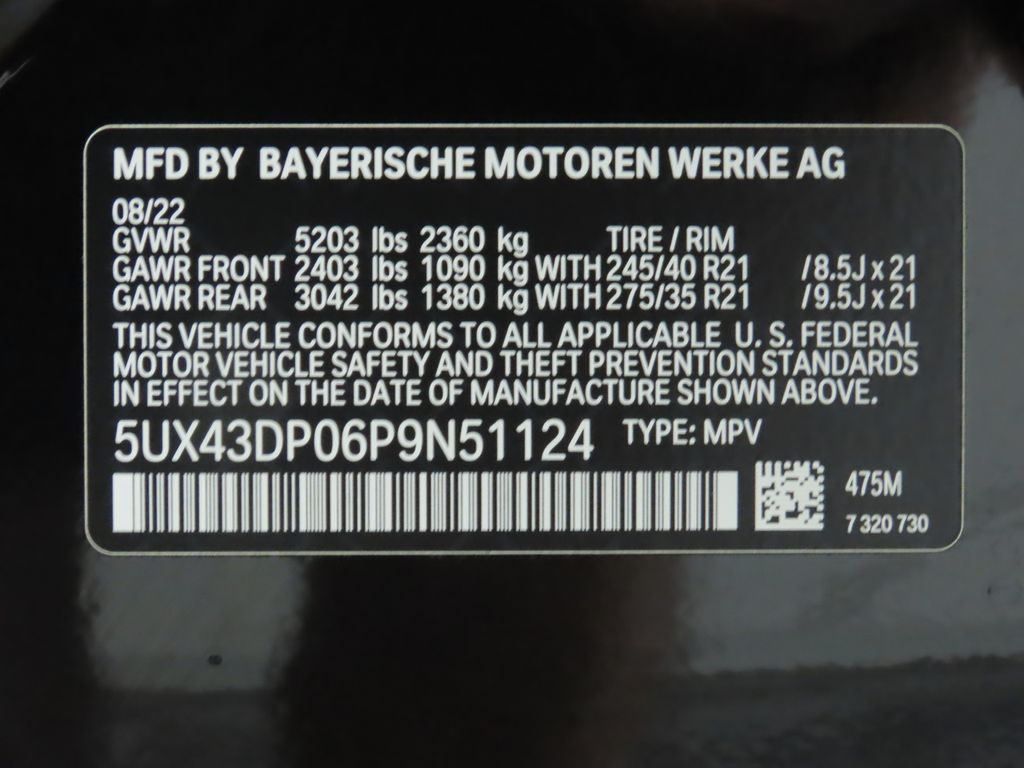 MFD BY BAYERISCHE MOTOREN WERKE AG
08/22
GVWR 5203 lbs 2360 kg TIRE / RIM
GAWR FRONT 2403 lbs 1090 kg WITH 245/40 R21 /8.5J x 21
GAWR REAR 3042 lbs 1380 kg WITH 275/35 R21 /9.5J x 21
THIS VEHICLE CONFORMS TO ALL APPLICABLE U. S. FEDERAL
MOTOR VEHICLE SAFETY AND THEFT PREVENTION STANDARDS
IN EFFECT ON THE DATE OF MANUFACTURE SHOWN ABOVE.
5UX43DP06P9N51124 TYPE: MPV
475M
7 320 730